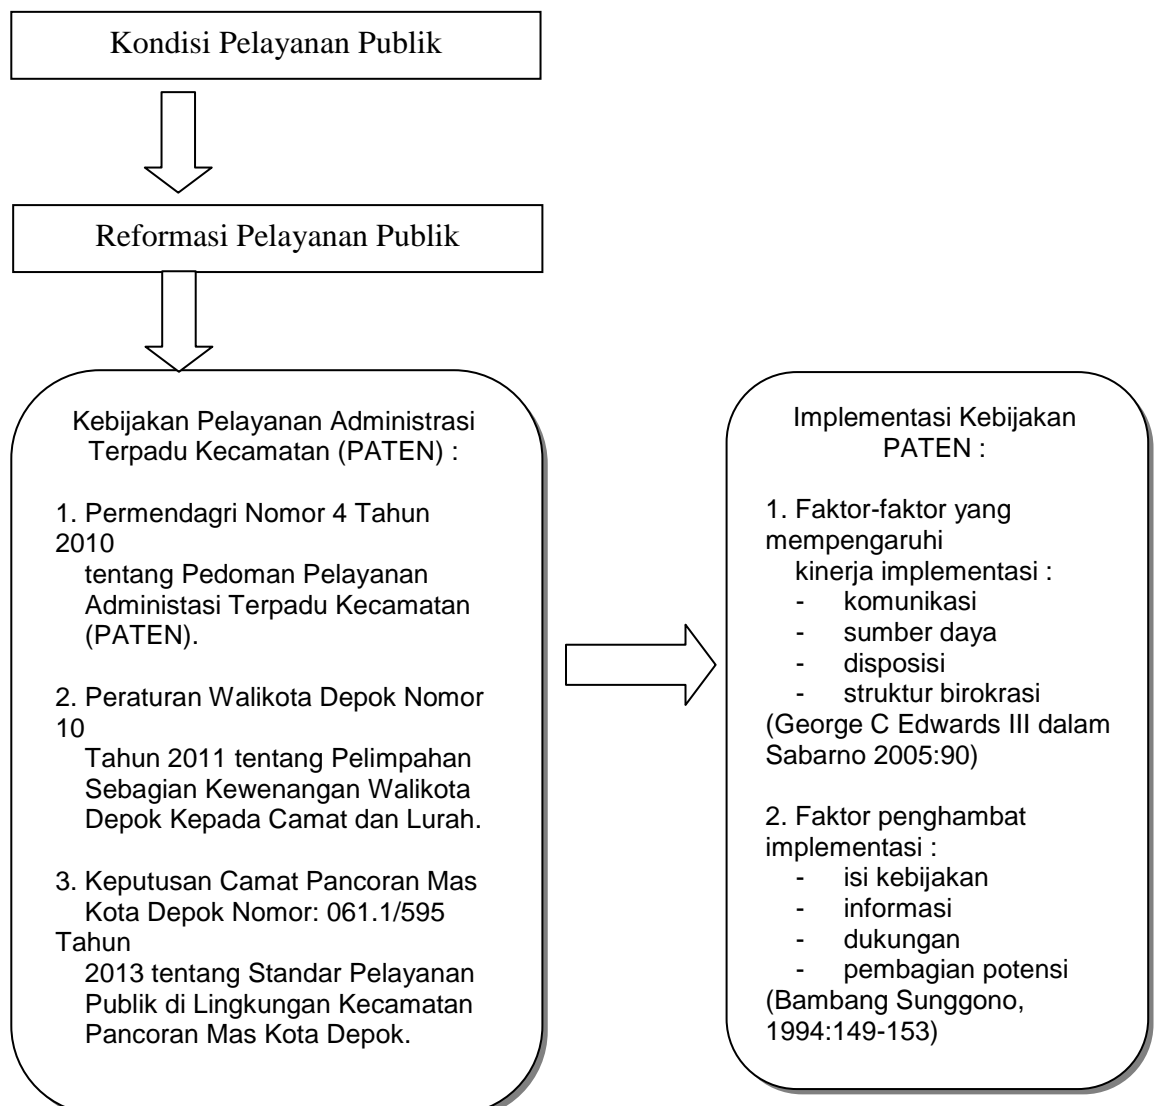 Kondisi Pelayanan Publik
Reformasi Pelayanan Publik
Kebijakan Pelayanan Administrasi
Terpadu Kecamatan (PATEN) :
1. Permendagri Nomor 4 Tahun
2010
tentang Pedoman Pelayanan
Administasi Terpadu Kecamatan
(PATEN).
2. Peraturan Walikota Depok Nomor
10
Tahun 2011 tentang Pelimpahan
Sebagian Kewenangan Walikota
Depok Kepada Camat dan Lurah.
3. Keputusan Camat Pancoran Mas
Kota Depok Nomor: 061.1/595
Tahun
2013 tentang Standar Pelayanan
Publik di Lingkungan Kecamatan
Pancoran Mas Kota Depok.
Implementasi Kebijakan
PATEN :
1. Faktor-faktor yang
mempengaruhi
kinerja implementasi :
- komunikasi
- sumber daya
- disposisi
- struktur birokrasi
(George C Edwards III dalam
Sabarno 2005:90)
2. Faktor penghambat
implementasi :
- isi kebijakan
- informasi
- dukungan
- pembagian potensi
(Bambang Sunggono,
1994:149-153)